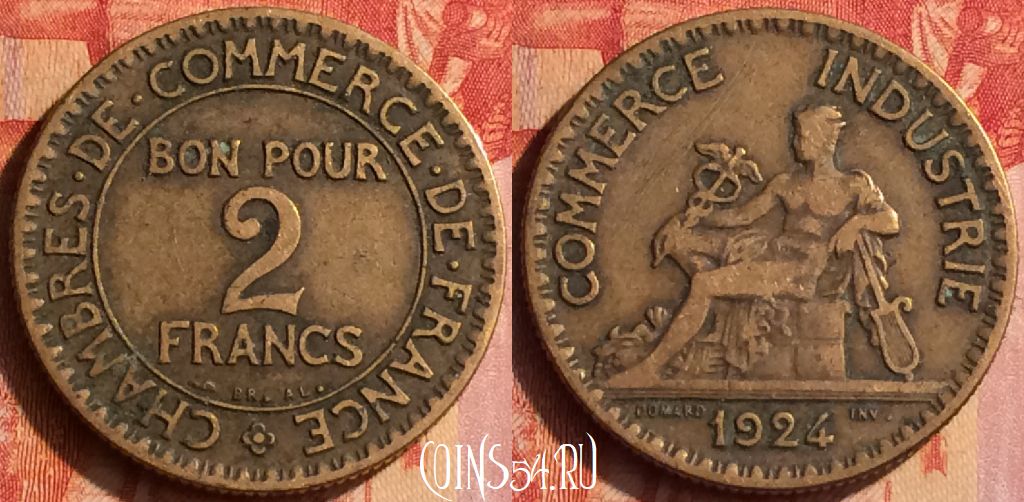 CHAMBRES · DE · COMMERCE · DE · FRANCE
BON POUR
2
FRANCS
COMMERCE INDUSTRIE
DOMARD INV.
1924
COINS54.RU